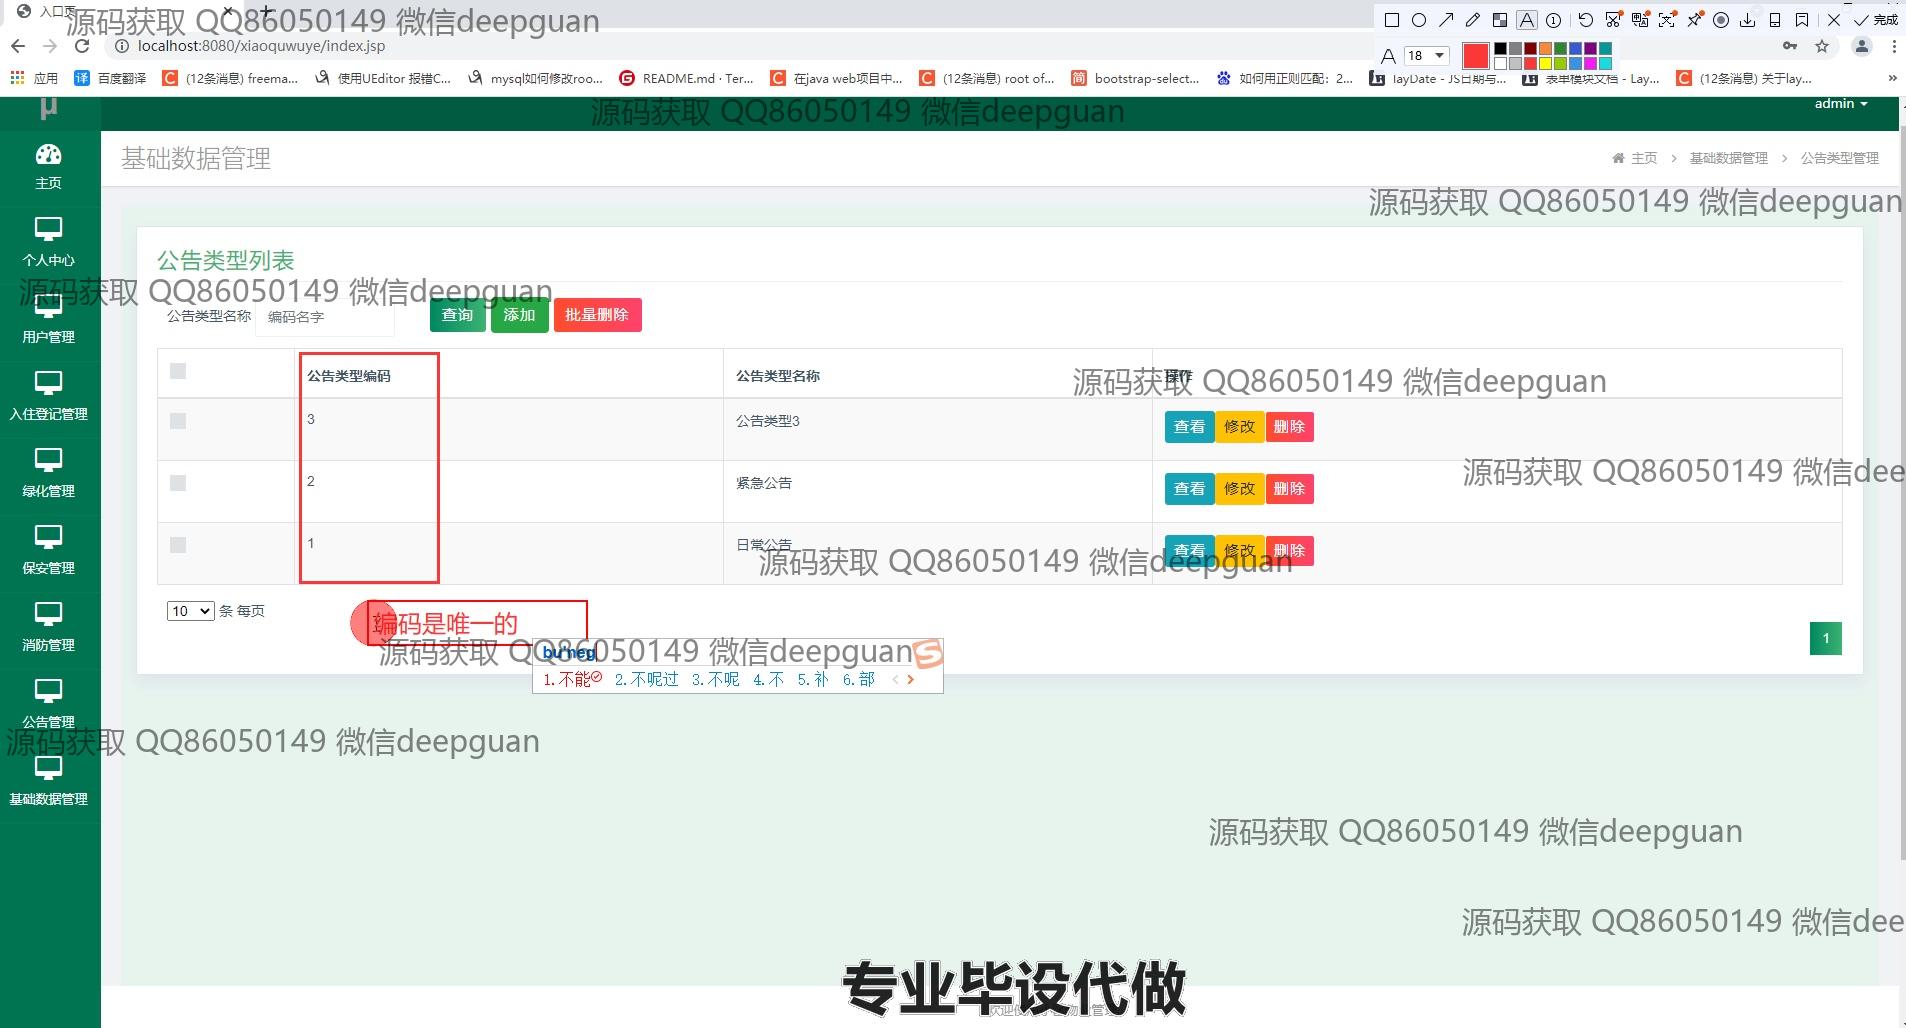 入口页
源码获取 QQ86050149 微信deepguan
完成
localhost:8080/xiaoquwuye/index.jsp
A 18
应用 百度翻译 (12条消息) freema... 使用UEditor 报错C... mysql如何修改roo... README.md · Ter... 在java web项目中... (12条消息) root of... bootstrap-select... 如何用正则匹配：2... layDate - JS日期与... 表单模块文档 - Lay... (12条消息) 关于lay...
μ
源码获取 QQ86050149 微信deepguan
admin
基础数据管理
主页 > 基础数据管理 > 公告类型管理
主页
源码获取 QQ86050149 微信deepguan
个人中心
公告类型列表
源码获取 QQ86050149 微信deepguan
公告类型名称 编码名字 查询 添加 批量删除
用户管理
公告类型编码 公告类型名称 操作
源码获取 QQ86050149 微信deepguan
入住登记管理
3 公告类型3 查看 修改 删除
源码获取 QQ86050149 微信dee
2 紧急公告 查看 修改 删除
绿化管理
1 日常公告 查看 修改 删除
源码获取 QQ86050149 微信deepguan
保安管理
10 条 每页
编码是唯一的
1
消防管理
源码获取 QQ86050149 微信deepguan
bu'neg
1.不能 2.不呢过 3.不呢 4.不 5.补 6.部
公告管理
源码获取 QQ86050149 微信deepguan
基础数据管理
源码获取 QQ86050149 微信deepguan
源码获取 QQ86050149 微信dee
专业毕设代做